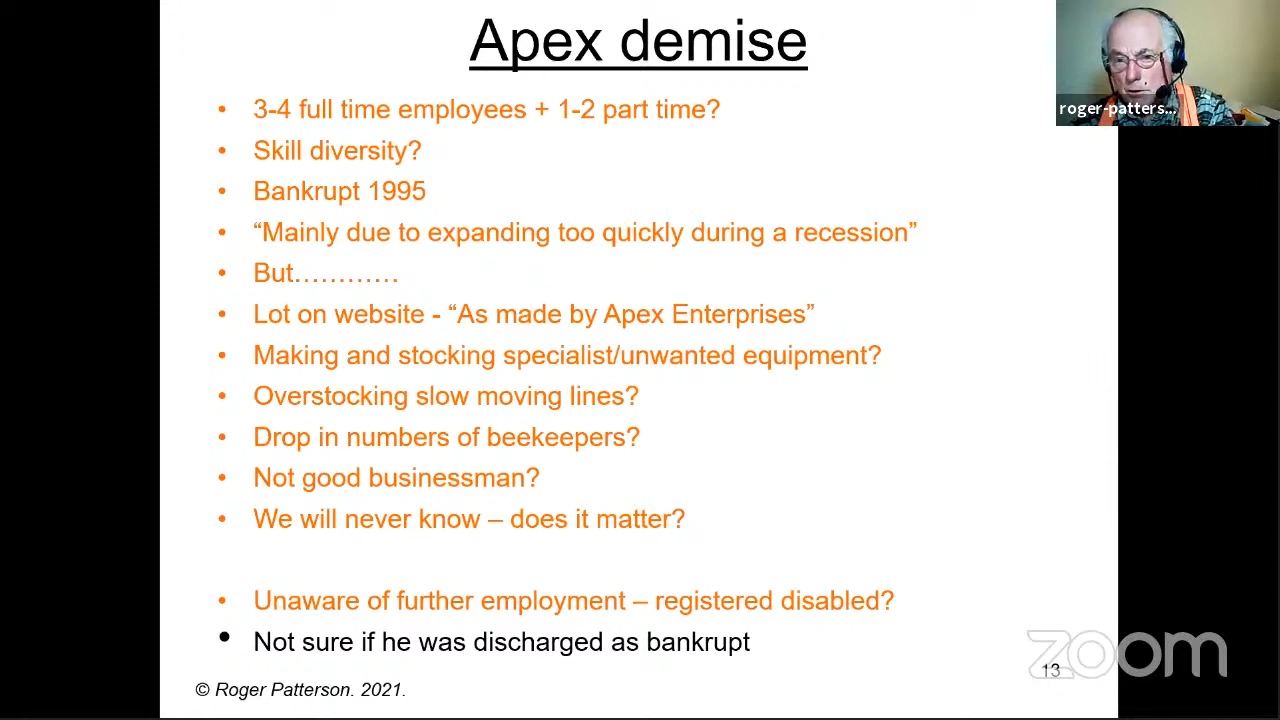 Apex demise
roger-patters...
• 3-4 full time employees + 1-2 part time?
• Skill diversity?
• Bankrupt 1995
• “Mainly due to expanding too quickly during a recession”
• But…………
• Lot on website - “As made by Apex Enterprises”
• Making and stocking specialist/unwanted equipment?
• Overstocking slow moving lines?
• Drop in numbers of beekeepers?
• Not good businessman?
• We will never know – does it matter?
• Unaware of further employment – registered disabled?
• Not sure if he was discharged as bankrupt
zoom
13
© Roger Patterson. 2021.